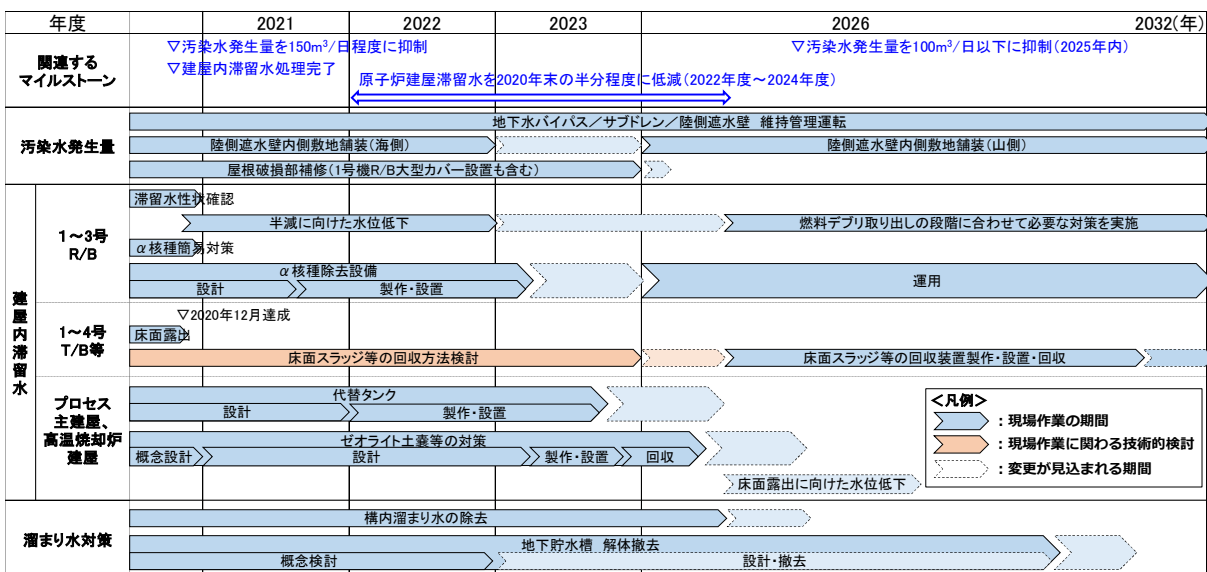 年度
2021
2022
2023
2026
2032(年)
関連する
マイルストーン
▽汚染水発生量を150m³/日程度に抑制
▽建屋内滞留水処理完了
▽汚染水発生量を100m³/日以下に抑制(2025年内)
原子炉建屋滞留水を2020年末の半分程度に低減(2022年度～2024年度)
汚染水発生量
地下水バイパス／サブドレン／陸側遮水壁 維持管理運転
陸側遮水壁内側敷地舗装(海側)
陸側遮水壁内側敷地舗装(山側)
屋根破損部補修(1号機R/B大型カバー設置も含む)
建屋内滞留水
1～3号
R/B
滞留水性状確認
半減に向けた水位低下
燃料デブリ取り出しの段階に合わせて必要な対策を実施
α核種簡易対策
α核種除去設備
設計
製作・設置
運用
1～4号
T/B等
▽2020年12月達成
床面露出
床面スラッジ等の回収方法検討
床面スラッジ等の回収装置製作・設置・回収
プロセス
主建屋、
高温焼却炉
建屋
代替タンク
設計
製作・設置
ゼオライト土嚢等の対策
概念設計
設計
製作・設置
回収
床面露出に向けた水位低下
＜凡例＞
：現場作業の期間
：現場作業に関わる技術的検討
：変更が見込まれる期間
溜まり水対策
構内溜まり水の除去
地下貯水槽 解体撤去
概念検討
設計・撤去